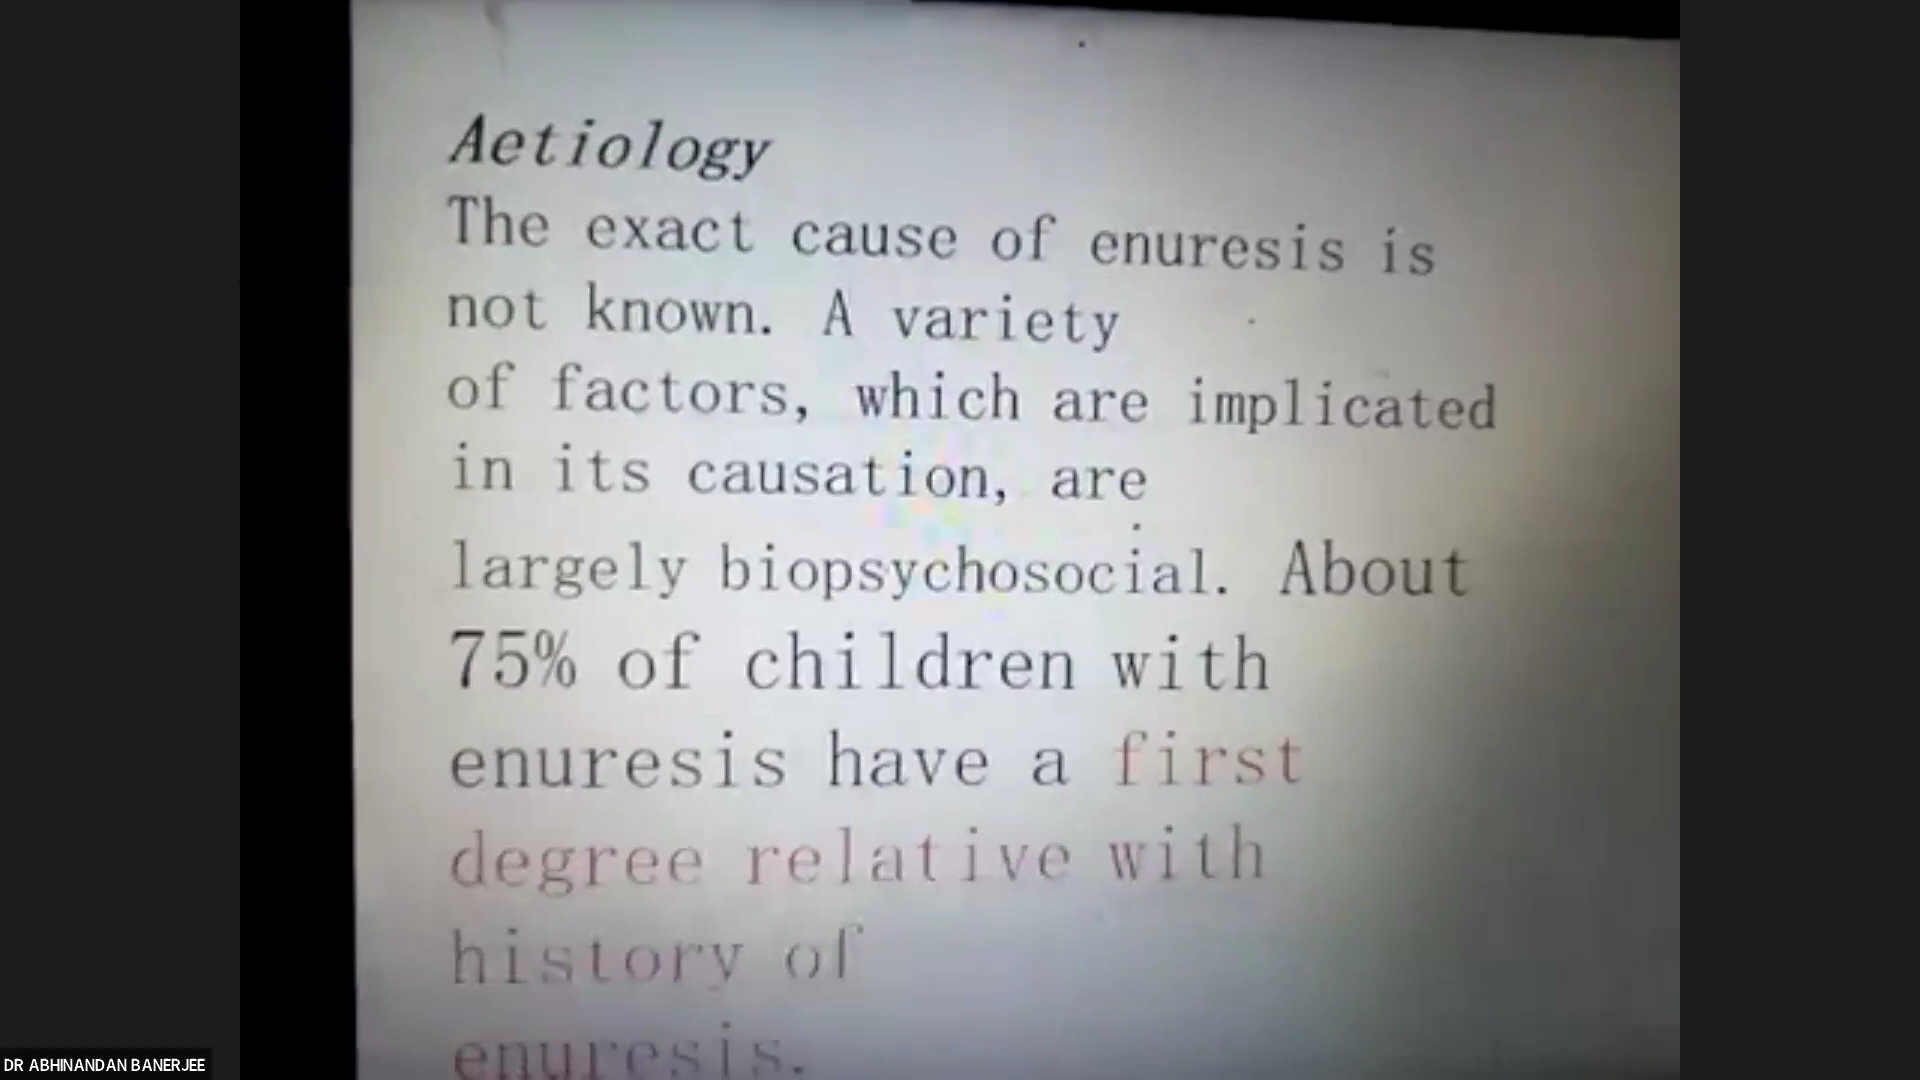 Aetiology
The exact cause of enuresis is
not known. A variety
of factors, which are implicated
in its causation, are
largely biopsychosocial. About
75% of children with
enuresis have a first
degree relative with
history of
enuresis.
DR ABHINANDAN BANERJEE